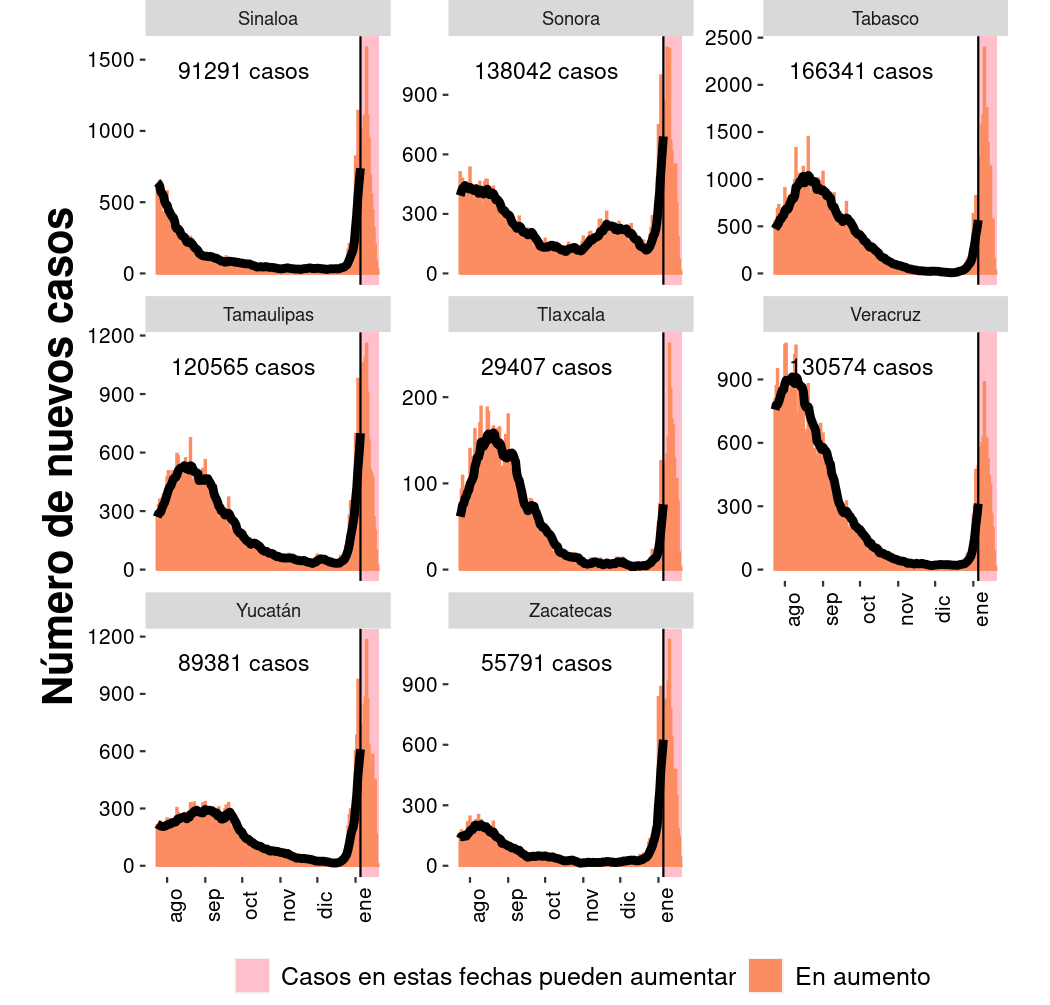 Número de nuevos casos
Sinaloa
91291 casos
1500
1000
500
0
Sonora
138042 casos
900
600
300
0
Tabasco
166341 casos
2500
2000
1500
1000
500
0
Tamaulipas
120565 casos
1200
900
600
300
0
Tlaxcala
29407 casos
200
100
0
Veracruz
130574 casos
900
600
300
0
ago sep oct nov dic ene
Yucatán
89381 casos
1200
900
600
300
0
ago sep oct nov dic ene
Zacatecas
55791 casos
900
600
300
0
ago sep oct nov dic ene
Casos en estas fechas pueden aumentar
En aumento